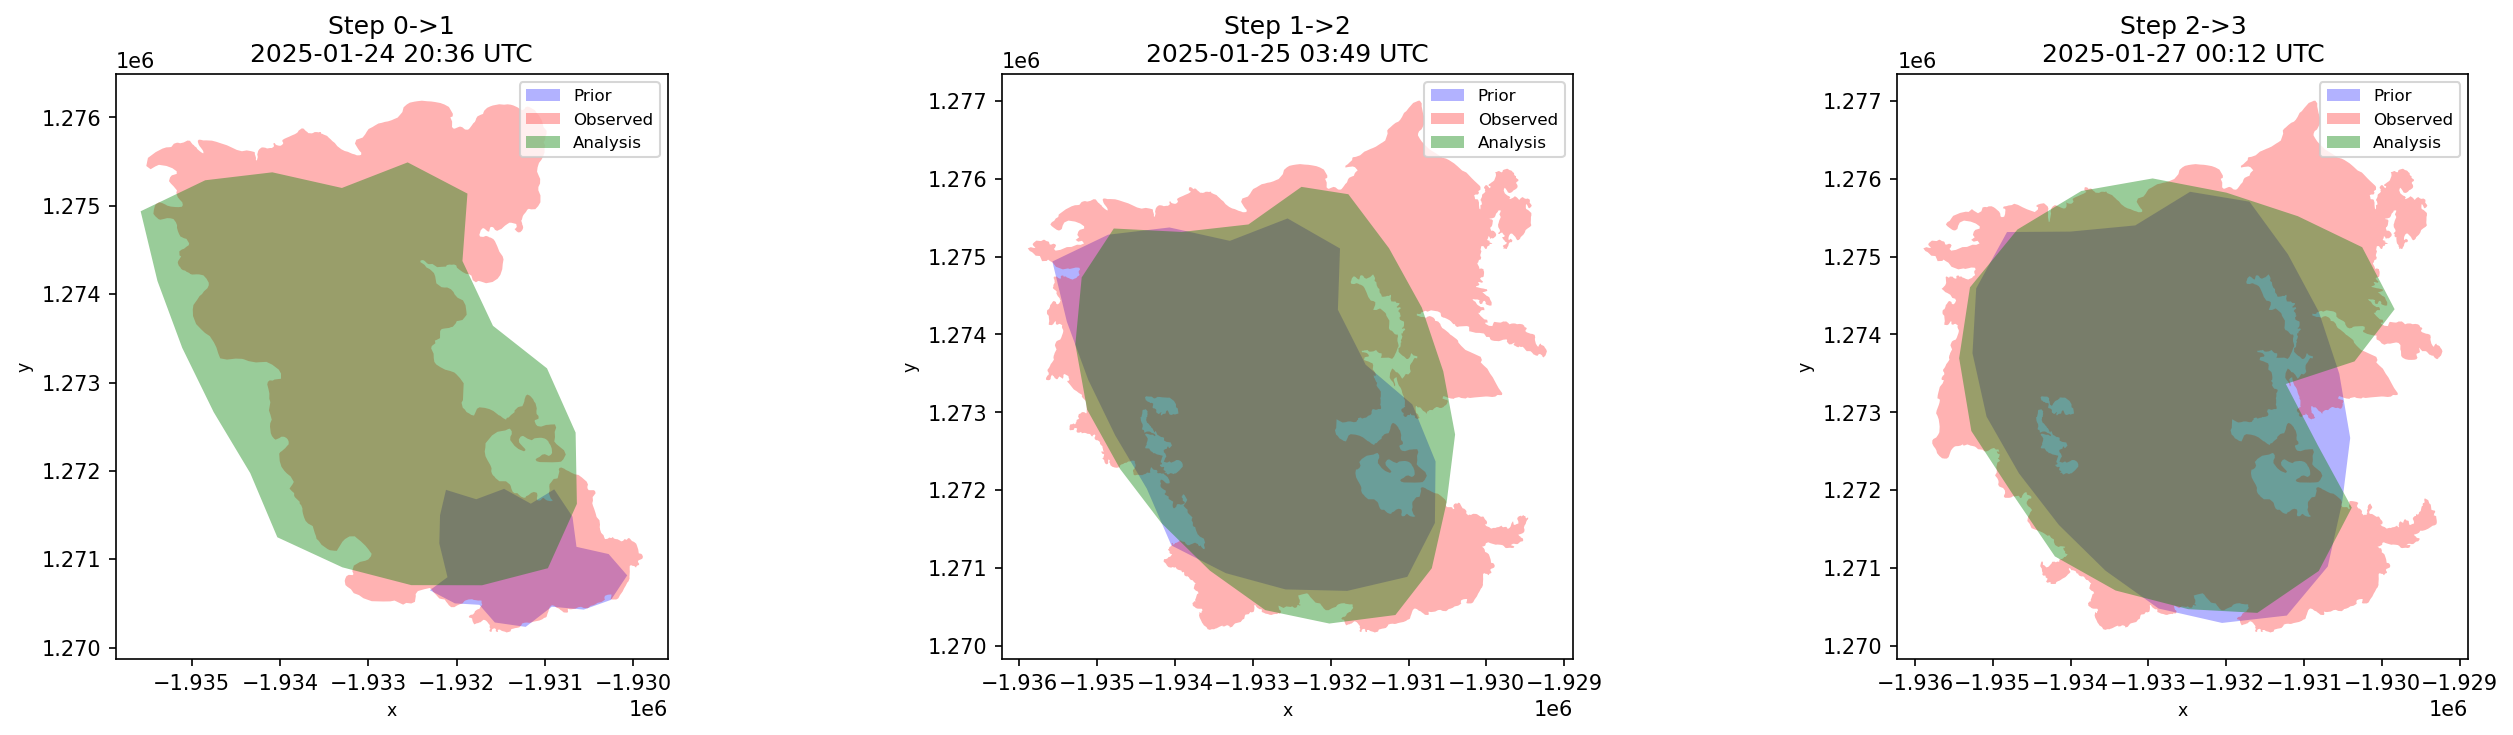 Step 0->1
2025-01-24 20:36 UTC
1e6
Prior
Observed
Analysis
1.276
1.275
1.274
1.273
1.272
1.271
1.270
y
−1.935 −1.934 −1.933 −1.932 −1.931 −1.930
x
1e6
Step 1->2
2025-01-25 03:49 UTC
1e6
Prior
Observed
Analysis
1.277
1.276
1.275
1.274
1.273
1.272
1.271
1.270
y
−1.936 −1.935 −1.934 −1.933 −1.932 −1.931 −1.930 −1.929
x
1e6
Step 2->3
2025-01-27 00:12 UTC
1e6
Prior
Observed
Analysis
1.277
1.276
1.275
1.274
1.273
1.272
1.271
1.270
y
−1.936 −1.935 −1.934 −1.933 −1.932 −1.931 −1.930 −1.929
x
1e6